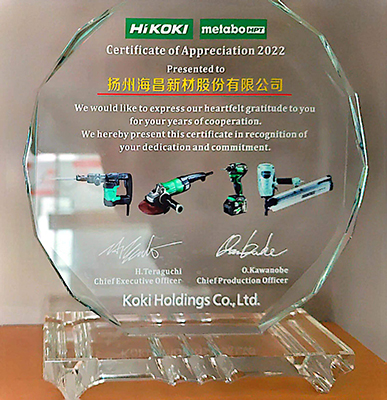 HiKOKI metabo HPT
Certificate of Appreciation 2022
Presented to
扬州海昌新材股份有限公司
We would like to express our heartfelt gratitude to you
for your years of cooperation.
We hereby present this certificate in recognition of
your dedication and commitment.
H.Teraguchi O.Kawanobe
Chief Executive Officer Chief Production Officer
Koki Holdings Co., Ltd.